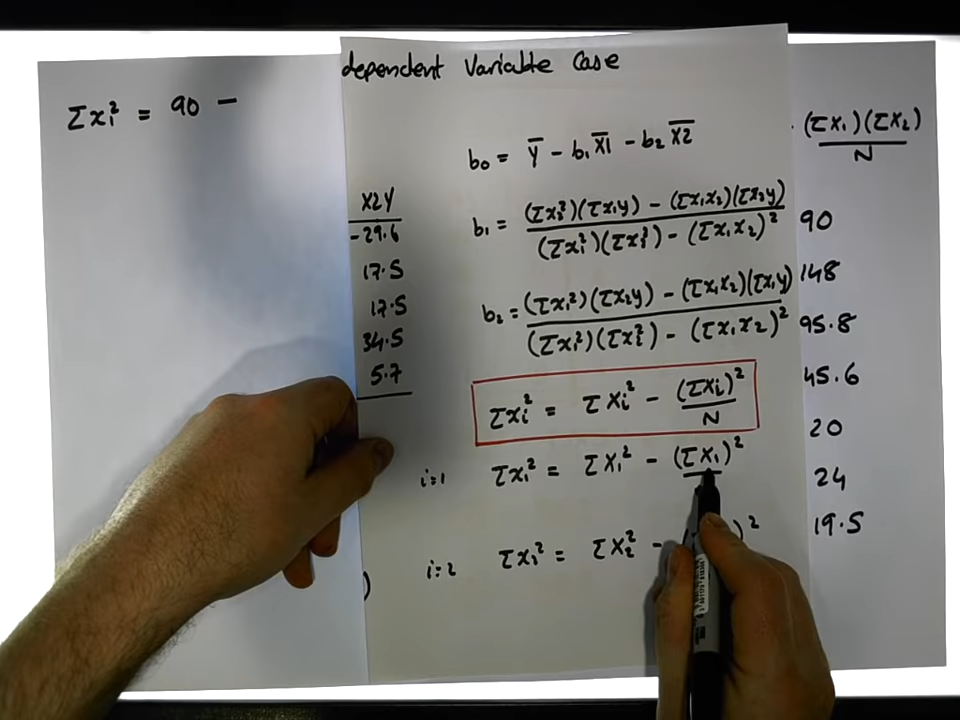 dependent Variable Case
Σx₁² = 90 −
b₀ = Ȳ − b₁X̄1 − b₂X̄2
(ΣX₁)(ΣX₂)
N
X2Y
-29.6
17.5
17.5
34.5
5.7
b₁ = (Σx₂²)(Σx₁y) − (Σx₁x₂)(Σx₂y)
(Σx₁²)(Σx₂²) − (Σx₁x₂)²
b₂ = (Σx₁²)(Σx₂y) − (Σx₁x₂)(Σx₁y)
(Σx₁²)(Σx₂²) − (Σx₁x₂)²
Σxᵢ² = ΣXᵢ² − (ΣXᵢ)²
N
i=1 Σx₁² = ΣX₁² − (ΣX₁)²
i=2 Σx₁² = ΣX₂² − )²
)
90
148
95.8
45.6
20
24
19.5